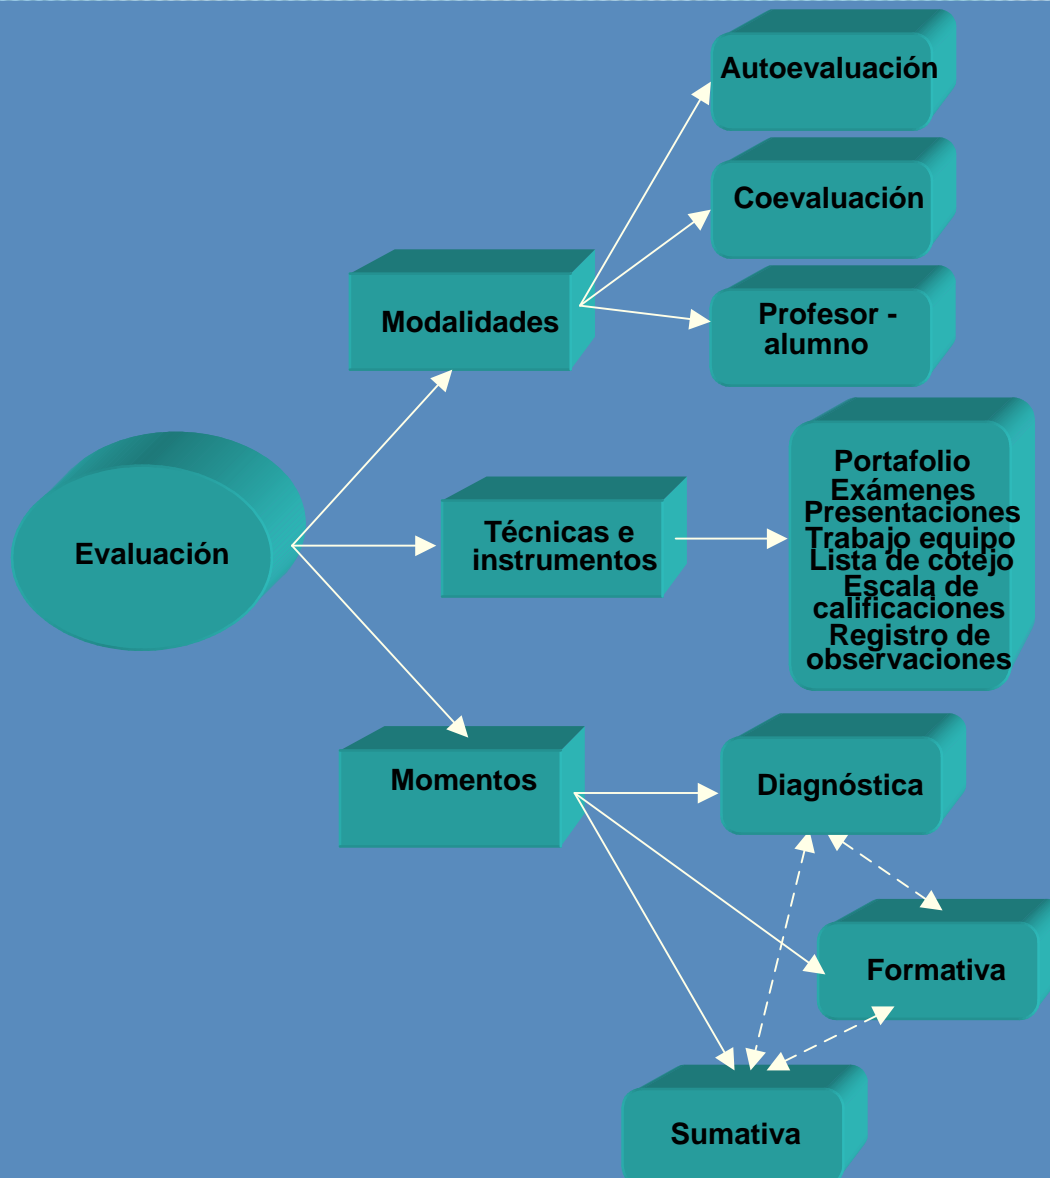 Autoevaluación
Coevaluación
Modalidades
Profesor -
alumno
Evaluación
Técnicas e
instrumentos
Portafolio
Exámenes
Presentaciones
Trabajo equipo
Lista de cotejo
Escala de
calificaciones
Registro de
observaciones
Momentos
Diagnóstica
Formativa
Sumativa